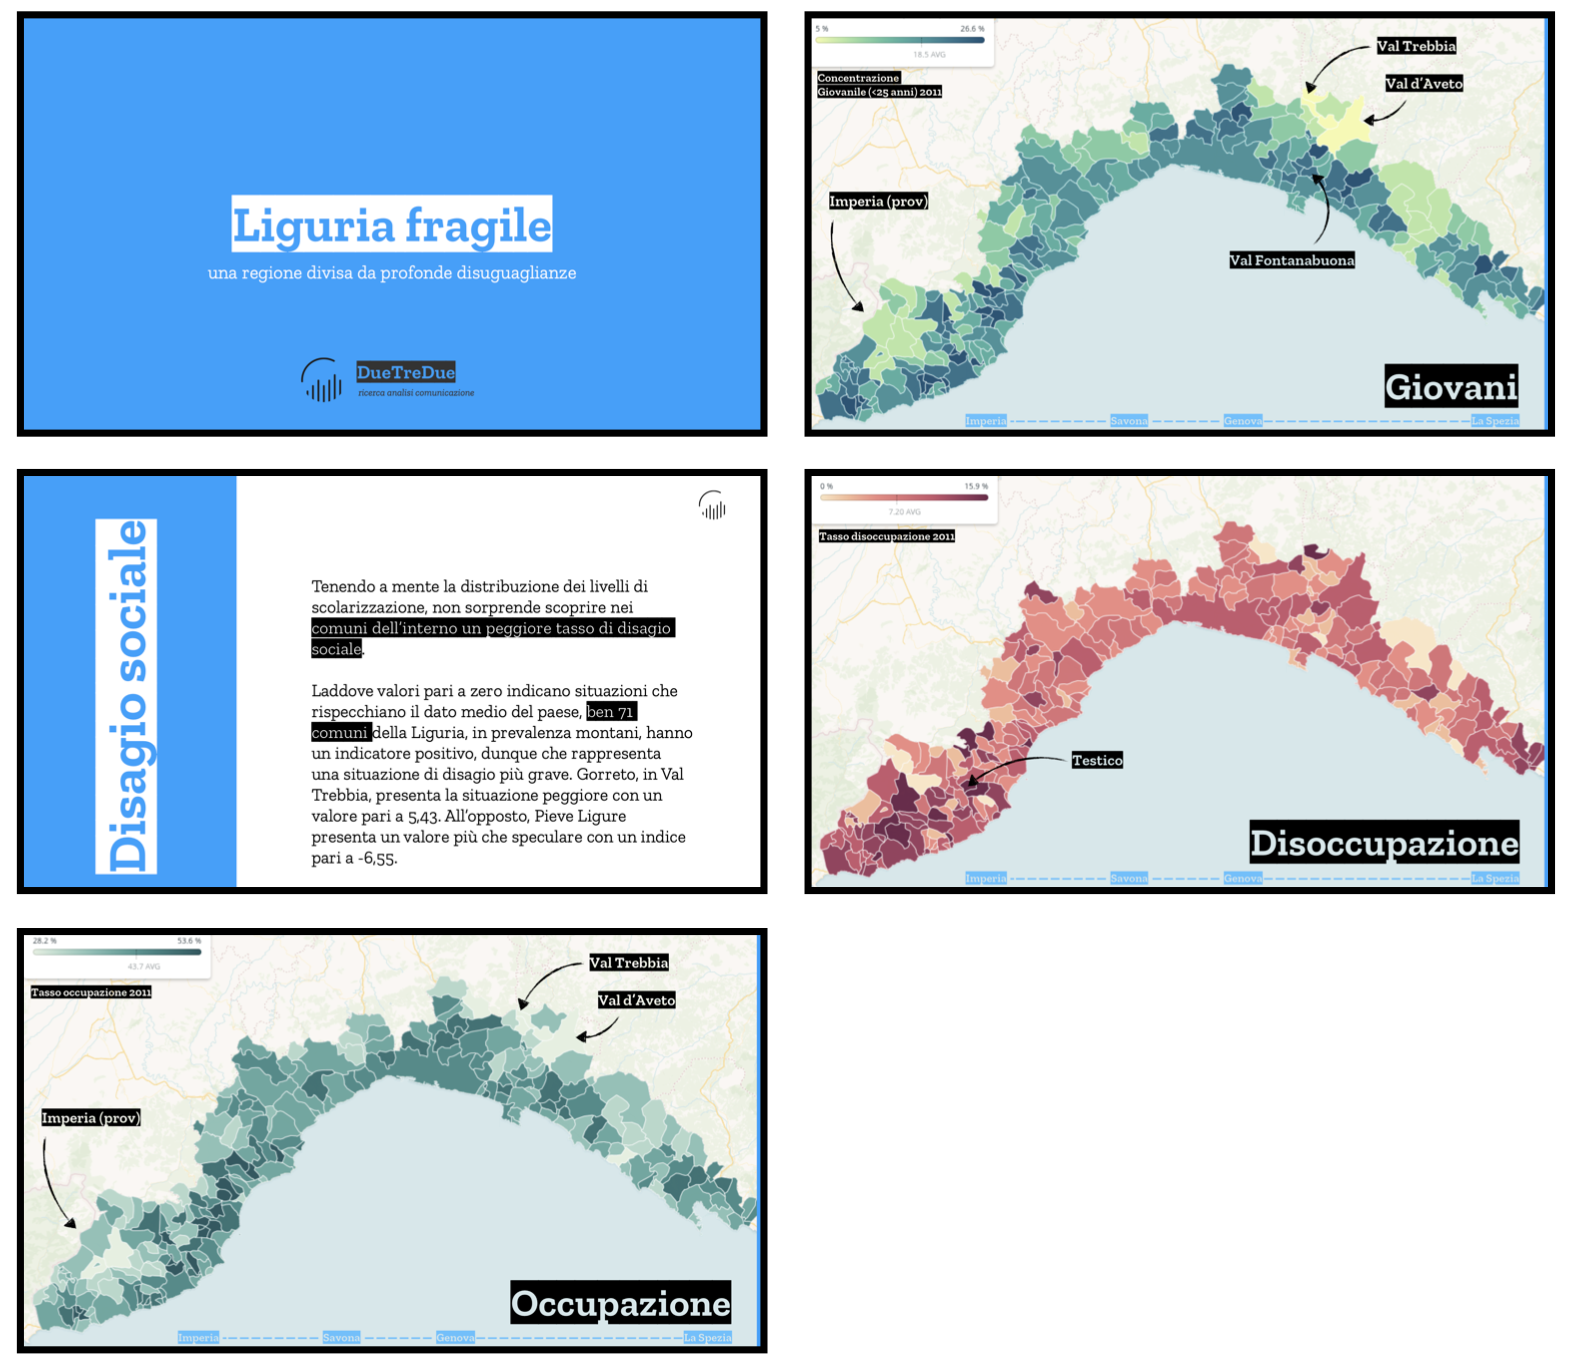 Liguria fragile
una regione divisa da profonde disuguaglianze
DueTreDue
ricerca analisi comunicazione
5 %
26.6 %
18.5 AVG
Concentrazione
Giovanile (<25 anni) 2011
Val Trebbia
Val d'Aveto
Imperia (prov)
Val Fontanabuona
Giovani
Imperia
Savona
Genova
La Spezia
Disagio sociale
Tenendo a mente la distribuzione dei livelli di
scolarizzazione, non sorprende scoprire nei
comuni dell'interno un peggiore tasso di disagio
sociale.
Laddove valori pari a zero indicano situazioni che
rispecchiano il dato medio del paese, ben 71
comuni della Liguria, in prevalenza montani, hanno
un indicatore positivo, dunque che rappresenta
una situazione di disagio più grave. Gorreto, in Val
Trebbia, presenta la situazione peggiore con un
valore pari a 5,43. All'opposto, Pieve Ligure
presenta un valore più che speculare con un indice
pari a -6,55.
0 %
15.9 %
7.20 AVG
Tasso disoccupazione 2011
Testico
Disoccupazione
Imperia
Savona
Genova
La Spezia
28.2 %
53.6 %
43.7 AVG
Tasso occupazione 2011
Val Trebbia
Val d'Aveto
Imperia (prov)
Occupazione
Imperia
Savona
Genova
La Spezia